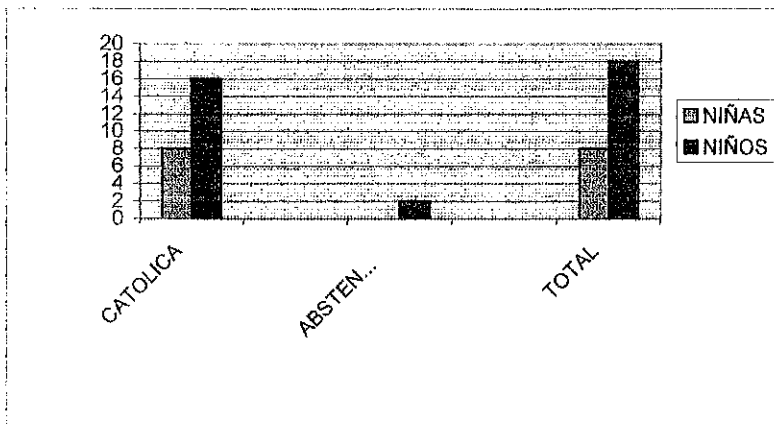 20
18
16
14
12
10
8
6
4
2
0
CATOLICA
ABSTEN...
TOTAL
NIÑAS
NIÑOS